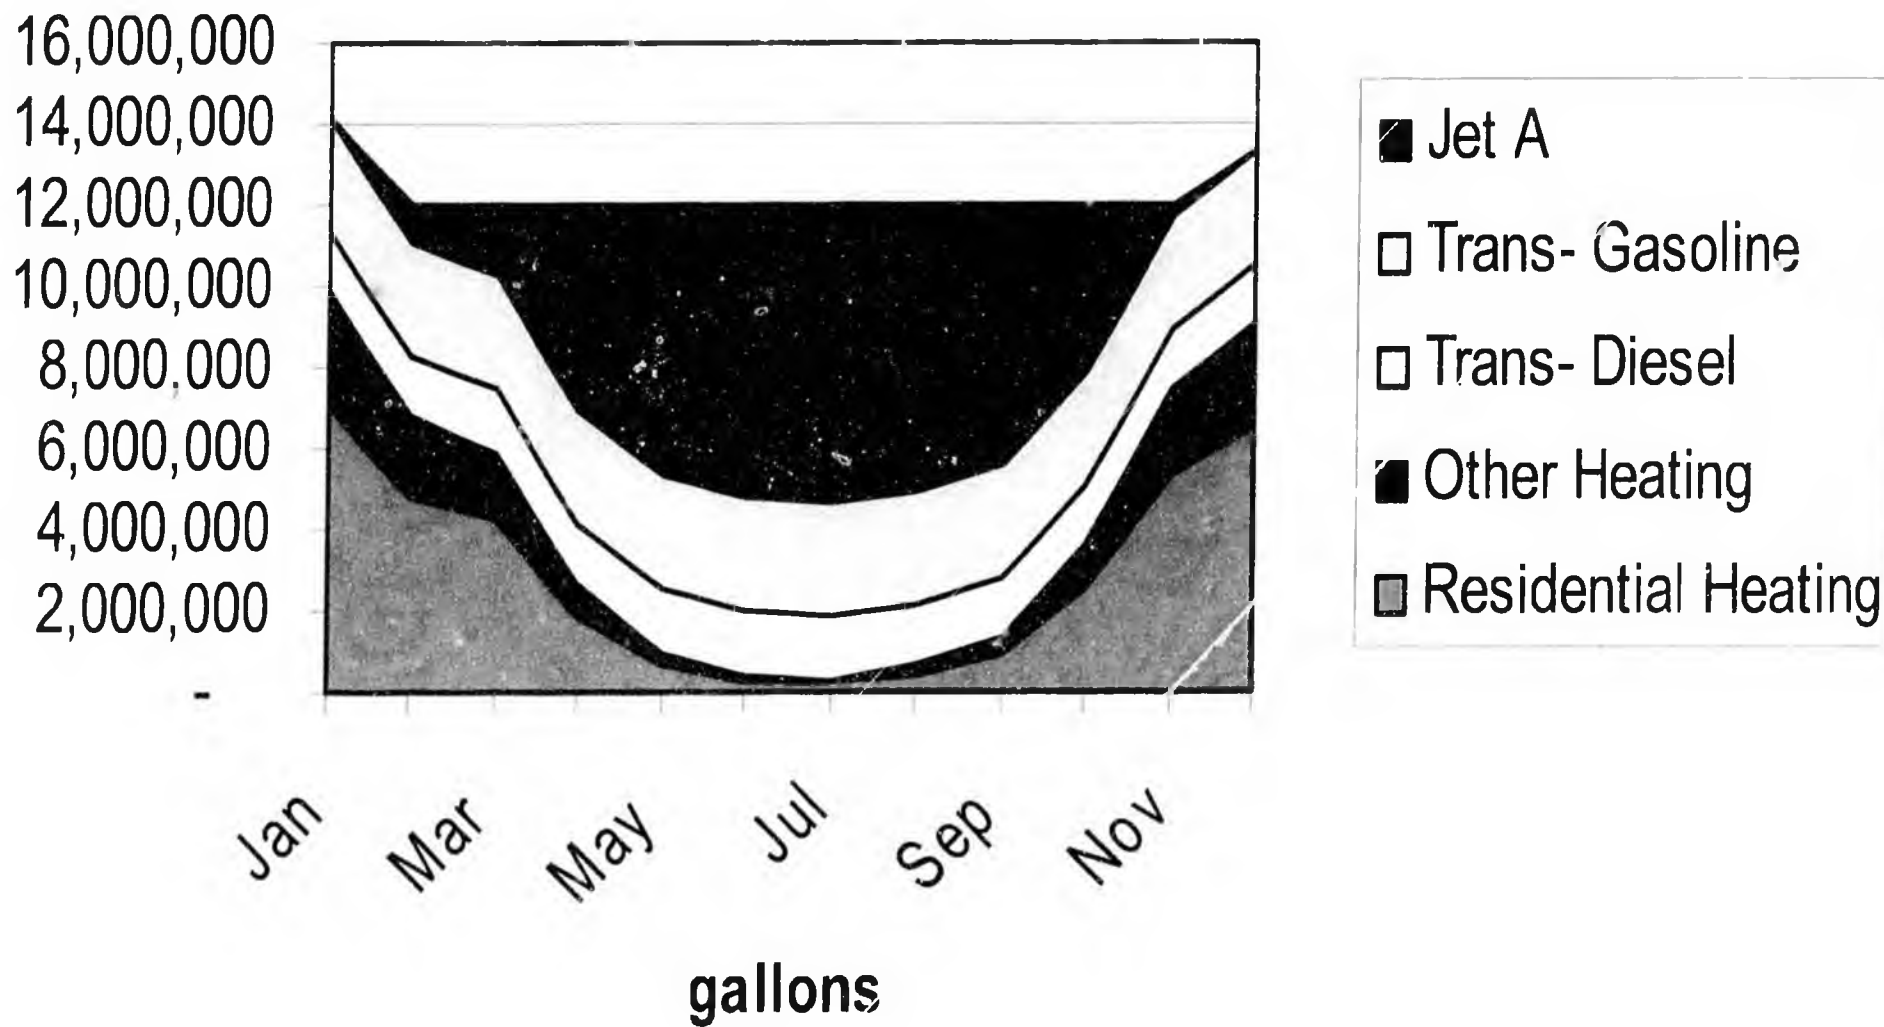 16,000,000
14,000,000
12,000,000
10,000,000
8,000,000
6,000,000
4,000,000
2,000,000
-
Jan
Mar
May
Jul
Sep
Nov
gallons
Jet A
Trans- Gasoline
Trans- Diesel
Other Heating
Residential Heating